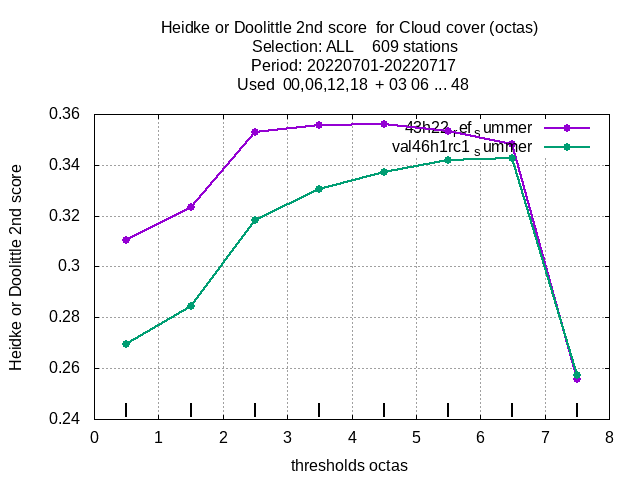 Heidke or Doolittle 2nd score  for Cloud cover (octas)
Selection: ALL    609 stations
Period: 20220701-20220717
Used  00,06,12,18  + 03 06 ... 48
Heidke or Doolittle 2nd score
0.36
0.34
0.32
0.3
0.28
0.26
0.24
43h22_ref_summer
val46h1rc1_summer
0 1 2 3 4 5 6 7 8
thresholds octas